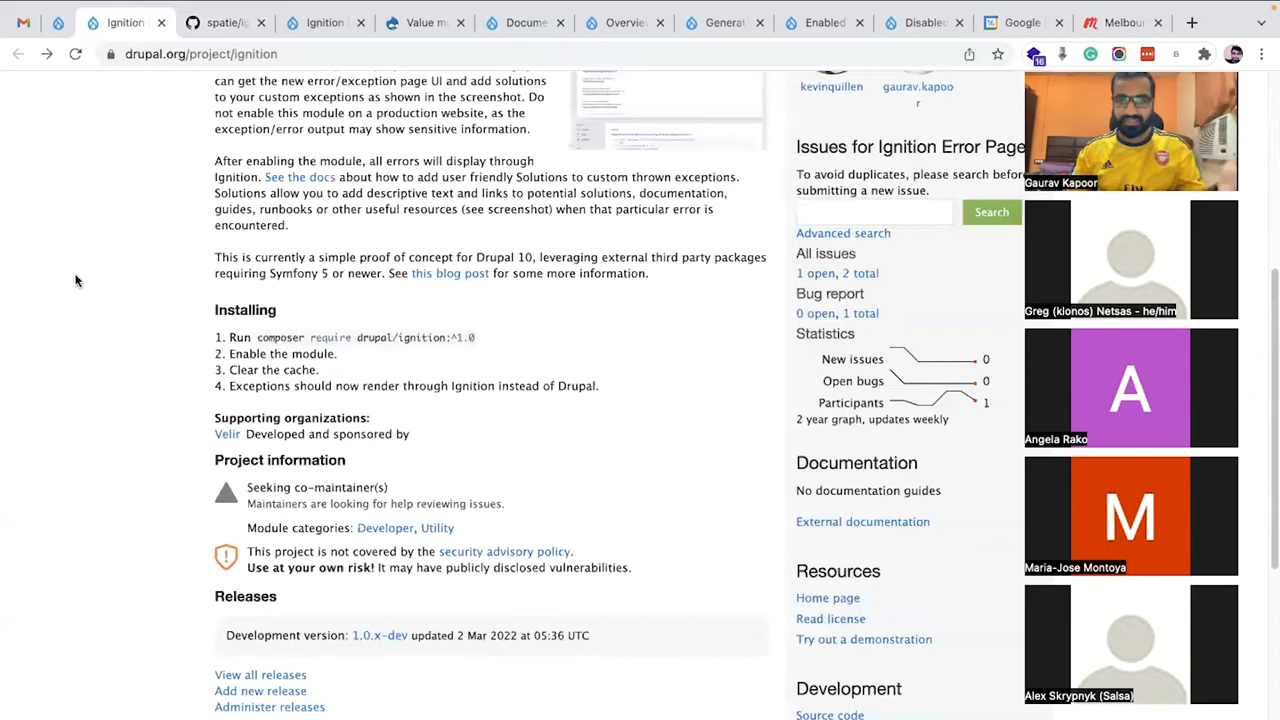 Ignition
spatie/ig
Ignition
Value m
Docume
Overvie
Generat
Enabled
Disabled
Google
Melbou
drupal.org/project/ignition
16
can get the new error/exception page UI and add solutions
to your custom exceptions as shown in the screenshot. Do
not enable this module on a production website, as the
exception/error output may show sensitive information.
After enabling the module, all errors will display through
Ignition. See the docs about how to add user friendly Solutions to custom thrown exceptions.
Solutions allow you to add descriptive text and links to potential solutions, documentation,
guides, runbooks or other useful resources (see screenshot) when that particular error is
encountered.
This is currently a simple proof of concept for Drupal 10, leveraging external third party packages
requiring Symfony 5 or newer. See this blog post for some more information.
Installing
1. Run composer require drupal/ignition:^1.0
2. Enable the module.
3. Clear the cache.
4. Exceptions should now render through Ignition instead of Drupal.
Supporting organizations:
Velir Developed and sponsored by
Project information
Seeking co-maintainer(s)
Maintainers are looking for help reviewing issues.
Module categories: Developer, Utility
This project is not covered by the security advisory policy.
Use at your own risk! It may have publicly disclosed vulnerabilities.
Releases
Development version: 1.0.x-dev updated 2 Mar 2022 at 05:36 UTC
View all releases
Add new release
Administer releases
kevinquillen
gaurav.kapoo
r
Issues for Ignition Error Page
To avoid duplicates, please search before
submitting a new issue.
Search
Advanced search
All issues
1 open, 2 total
Bug report
0 open, 1 total
Statistics
New issues 0
Open bugs 0
Participants 1
2 year graph, updates weekly
Documentation
No documentation guides
External documentation
Resources
Home page
Read license
Try out a demonstration
Development
Source code
Gaurav Kapoor
Greg (klonos) Netsas - he/him
A
Angela Rako
M
Maria-Jose Montoya
Alex Skrypnyk (Salsa)